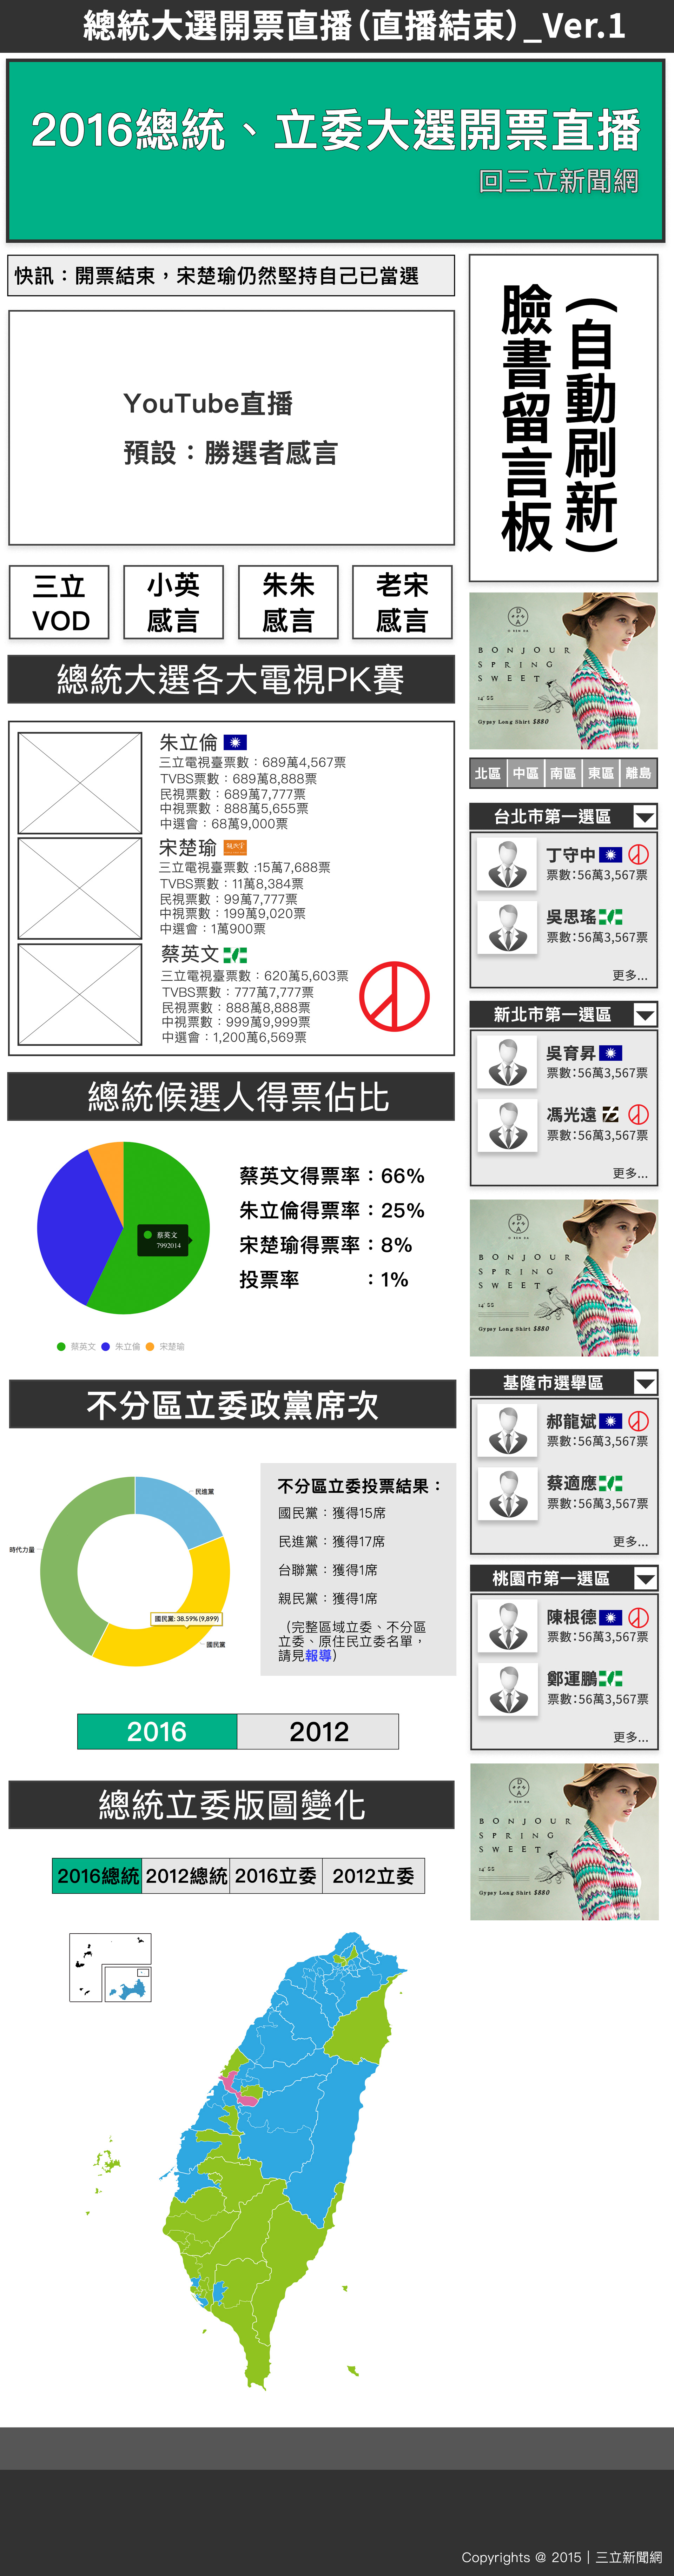 總統大選開票直播（直播結束）_Ver.1
2016總統、立委大選開票直播
回三立新聞網
快訊：開票結束，宋楚瑜仍然堅持自己已當選
YouTube直播
預設：勝選者感言
三立
VOD
小英
感言
朱朱
感言
老宋
感言
總統大選各大電視PK賽
朱立倫
三立電視臺票數：689萬4,567票
TVBS票數：689萬8,888票
民視票數：689萬7,777票
中視票數：888萬5,655票
中選會：68萬9,000票
宋楚瑜
三立電視臺票數 :15萬7,688票
TVBS票數：11萬8,384票
民視票數：99萬7,777票
中視票數：199萬9,020票
中選會：1萬900票
蔡英文
三立電視臺票數：620萬5,603票
TVBS票數：777萬7,777票
民視票數：888萬8,888票
中視票數：999萬9,999票
中選會：1,200萬6,569票
總統候選人得票佔比
蔡英文
7992014
蔡英文 朱立倫 宋楚瑜
蔡英文得票率：66%
朱立倫得票率：25%
宋楚瑜得票率：8%
投票率　　　：1%
不分區立委政黨席次
民進黨
時代力量
國民黨: 38.59% (9,899)
國民黨
不分區立委投票結果：
國民黨：獲得15席
民進黨：獲得17席
台聯黨：獲得1席
親民黨：獲得1席
（完整區域立委、不分區
立委、原住民立委名單，
請見報導）
2016
2012
總統立委版圖變化
2016總統
2012總統
2016立委
2012立委
（自動刷新）
臉書留言板
BONJOUR
SPRING
SWEET
Gypsy Long Shirt $880
北區
中區
南區
東區
離島
台北市第一選區
丁守中
票數:56萬3,567票
吳思瑤
票數:56萬3,567票
更多...
新北市第一選區
吳育昇
票數:56萬3,567票
馮光遠
票數:56萬3,567票
更多...
BONJOUR
SPRING
SWEET
Gypsy Long Shirt $880
基隆市選舉區
郝龍斌
票數:56萬3,567票
蔡適應
票數:56萬3,567票
更多...
桃園市第一選區
陳根德
票數:56萬3,567票
鄭運鵬
票數:56萬3,567票
更多...
BONJOUR
SPRING
SWEET
Gypsy Long Shirt $880
Copyrights @ 2015 | 三立新聞網